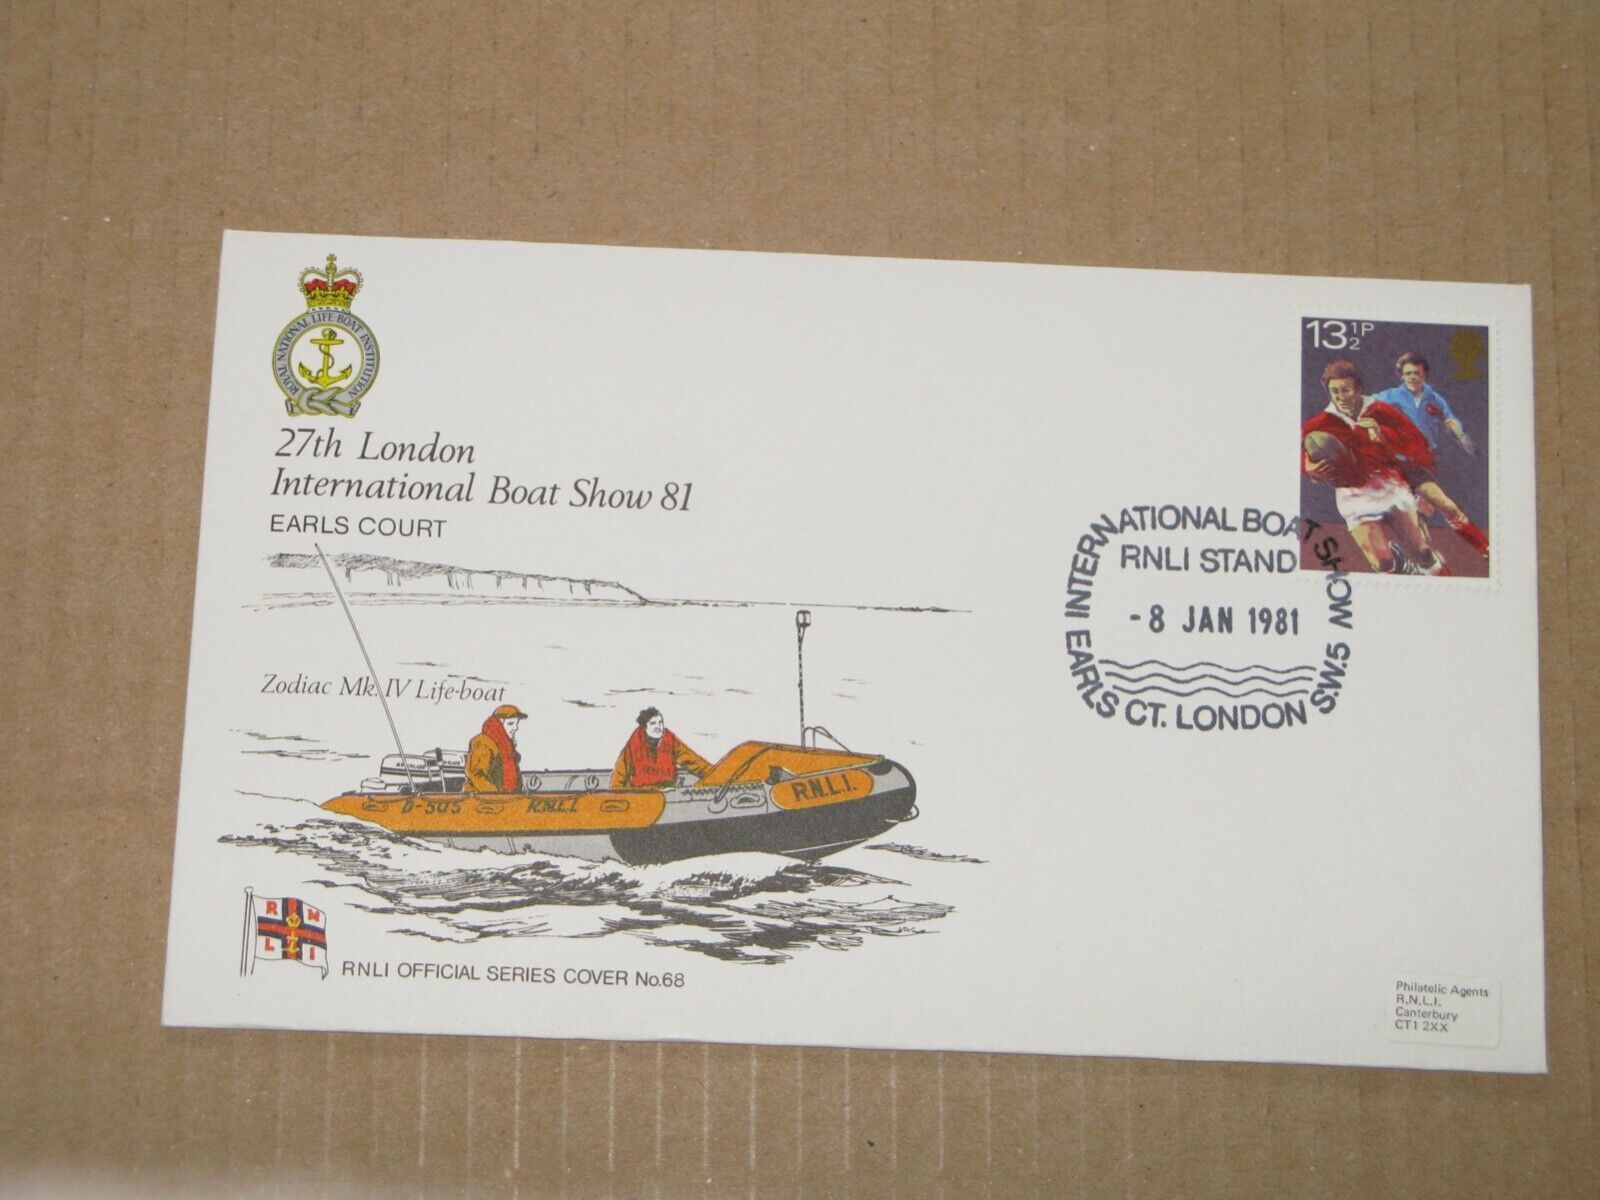 ROYAL NATIONAL LIFE-BOAT INSTITUTION
27th London
International Boat Show 81
EARLS COURT
Zodiac Mk. IV Life-boat
D-505 R.N.L.I.
RNLI
R.N.L.I.
R N
L I
RNLI OFFICIAL SERIES COVER No.68
13½P
EARLS CT. LONDON S.W.5
INTERNATIONAL BOAT SHOW
RNLI STAND
-8 JAN 1981
Philatelic Agents
R.N.L.I.
Canterbury
CT1 2XX